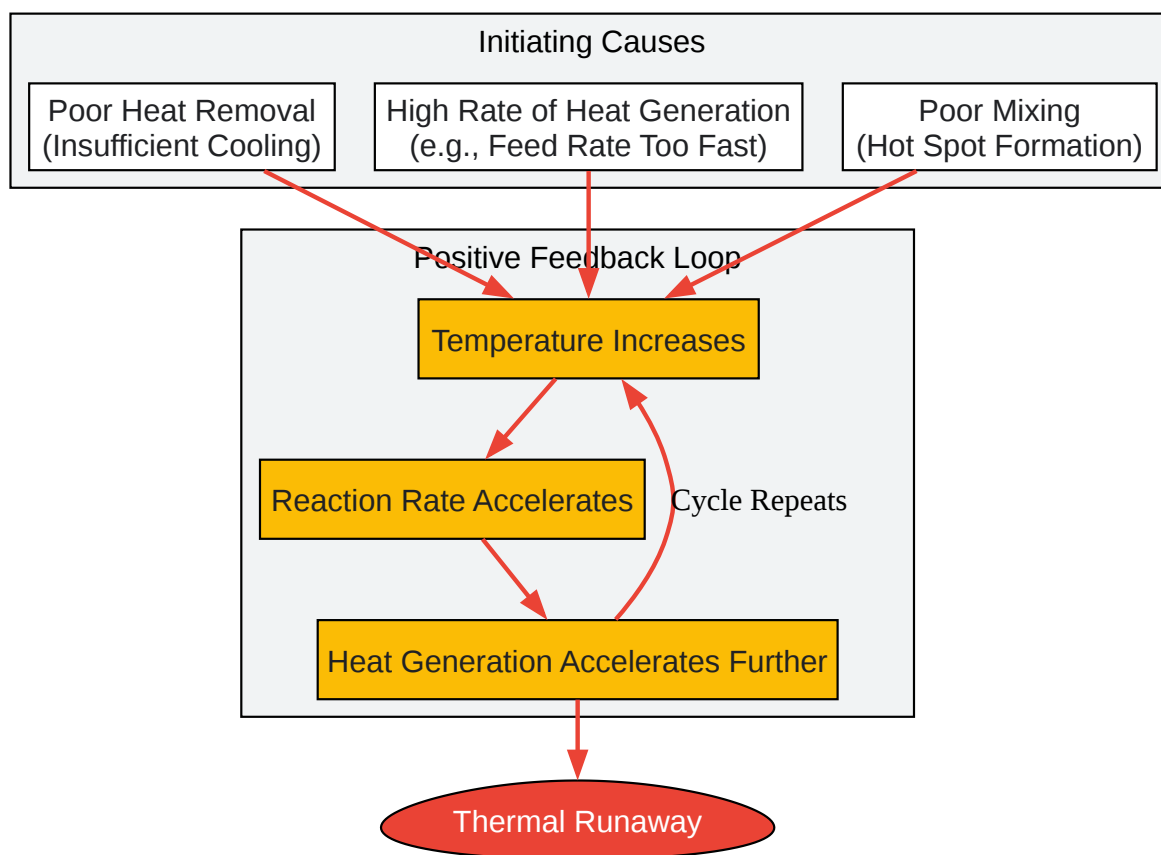 Initiating Causes
Poor Heat Removal
(Insufficient Cooling)
High Rate of Heat Generation
(e.g., Feed Rate Too Fast)
Poor Mixing
(Hot Spot Formation)
Positive Feedback Loop
Temperature Increases
Reaction Rate Accelerates
Cycle Repeats
Heat Generation Accelerates Further
Thermal Runaway